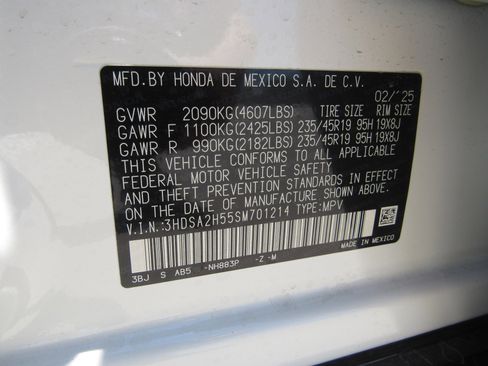 MFD.BY HONDA DE MEXICO S.A. DE C.V.
02/'25
GVWR 2090KG(4607LBS) TIRE SIZE RIM SIZE
GAWR F 1100KG(2425LBS) 235/45R19 95H 19X8J
GAWR R 990KG(2182LBS) 235/45R19 95H 19X8J
THIS VEHICLE CONFORMS TO ALL APPLICABLE
FEDERAL MOTOR VEHICLE SAFETY
AND THEFT PREVENTION STANDARDS IN EFFECT
ON THE DATE OF MANUFACTURE SHOWN ABOVE.
V.I.N.:3HDSA2H55SM701214 TYPE:MPV
MADE IN MEXICO
3BJ S AB5 -NH883P -Z -M